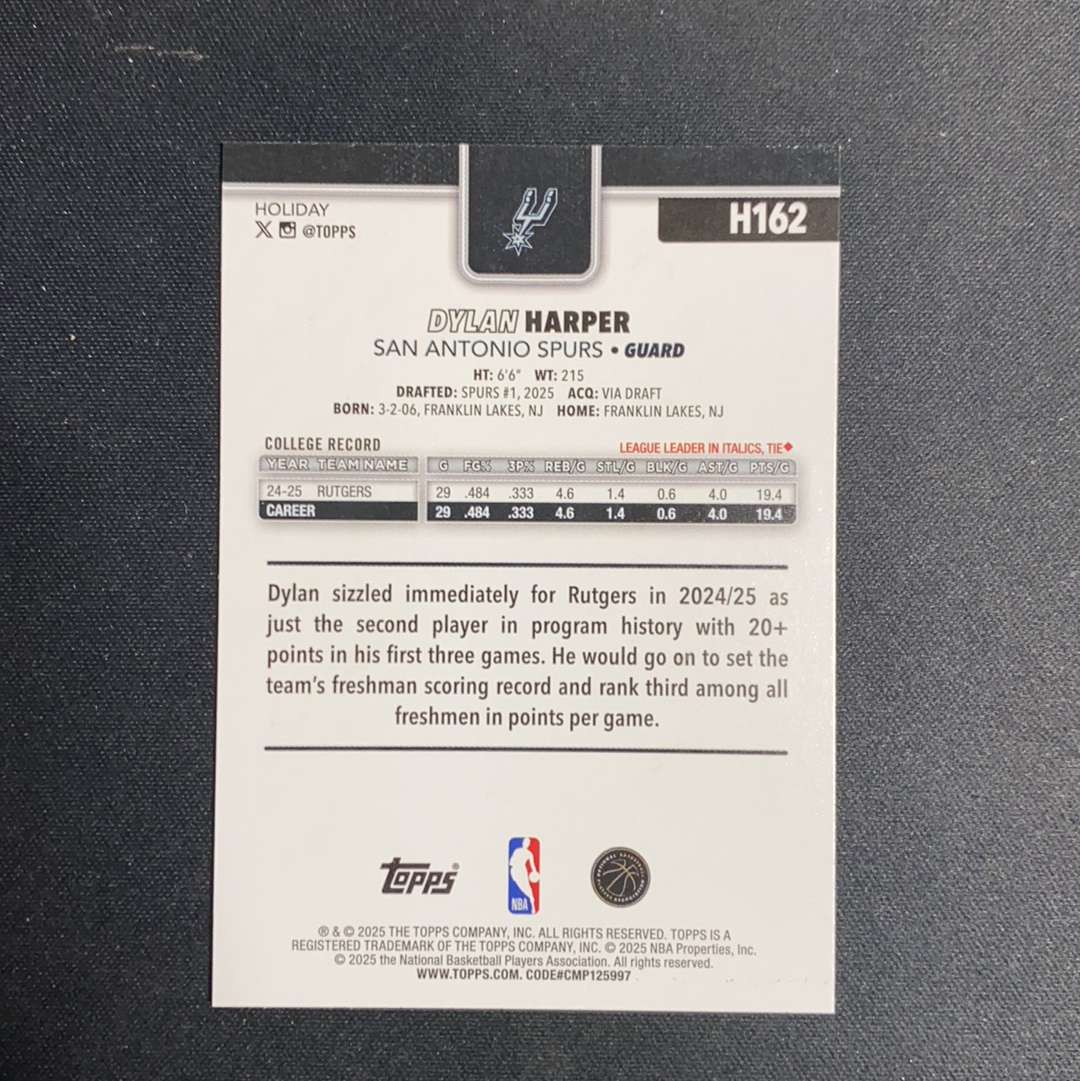 HOLIDAY
@TOPPS
H162
DYLAN HARPER
SAN ANTONIO SPURS • GUARD
HT: 6'6" WT: 215
DRAFTED: SPURS #1, 2025 ACQ: VIA DRAFT
BORN: 3-2-06, FRANKLIN LAKES, NJ HOME: FRANKLIN LAKES, NJ
COLLEGE RECORD
LEAGUE LEADER IN ITALICS, TIE◆
YEAR TEAM NAME G FG% 3P% REB/G STL/G BLK/G AST/G PTS/G
24-25 RUTGERS 29 .484 .333 4.6 1.4 0.6 4.0 19.4
CAREER 29 .484 .333 4.6 1.4 0.6 4.0 19.4
Dylan sizzled immediately for Rutgers in 2024/25 as
just the second player in program history with 20+
points in his first three games. He would go on to set the
team's freshman scoring record and rank third among all
freshmen in points per game.
Topps®
NBA
® & © 2025 THE TOPPS COMPANY, INC. ALL RIGHTS RESERVED. TOPPS IS A
REGISTERED TRADEMARK OF THE TOPPS COMPANY, INC. © 2025 NBA Properties, Inc.
© 2025 the National Basketball Players Association. All rights reserved.
WWW.TOPPS.COM. CODE#CMP125997